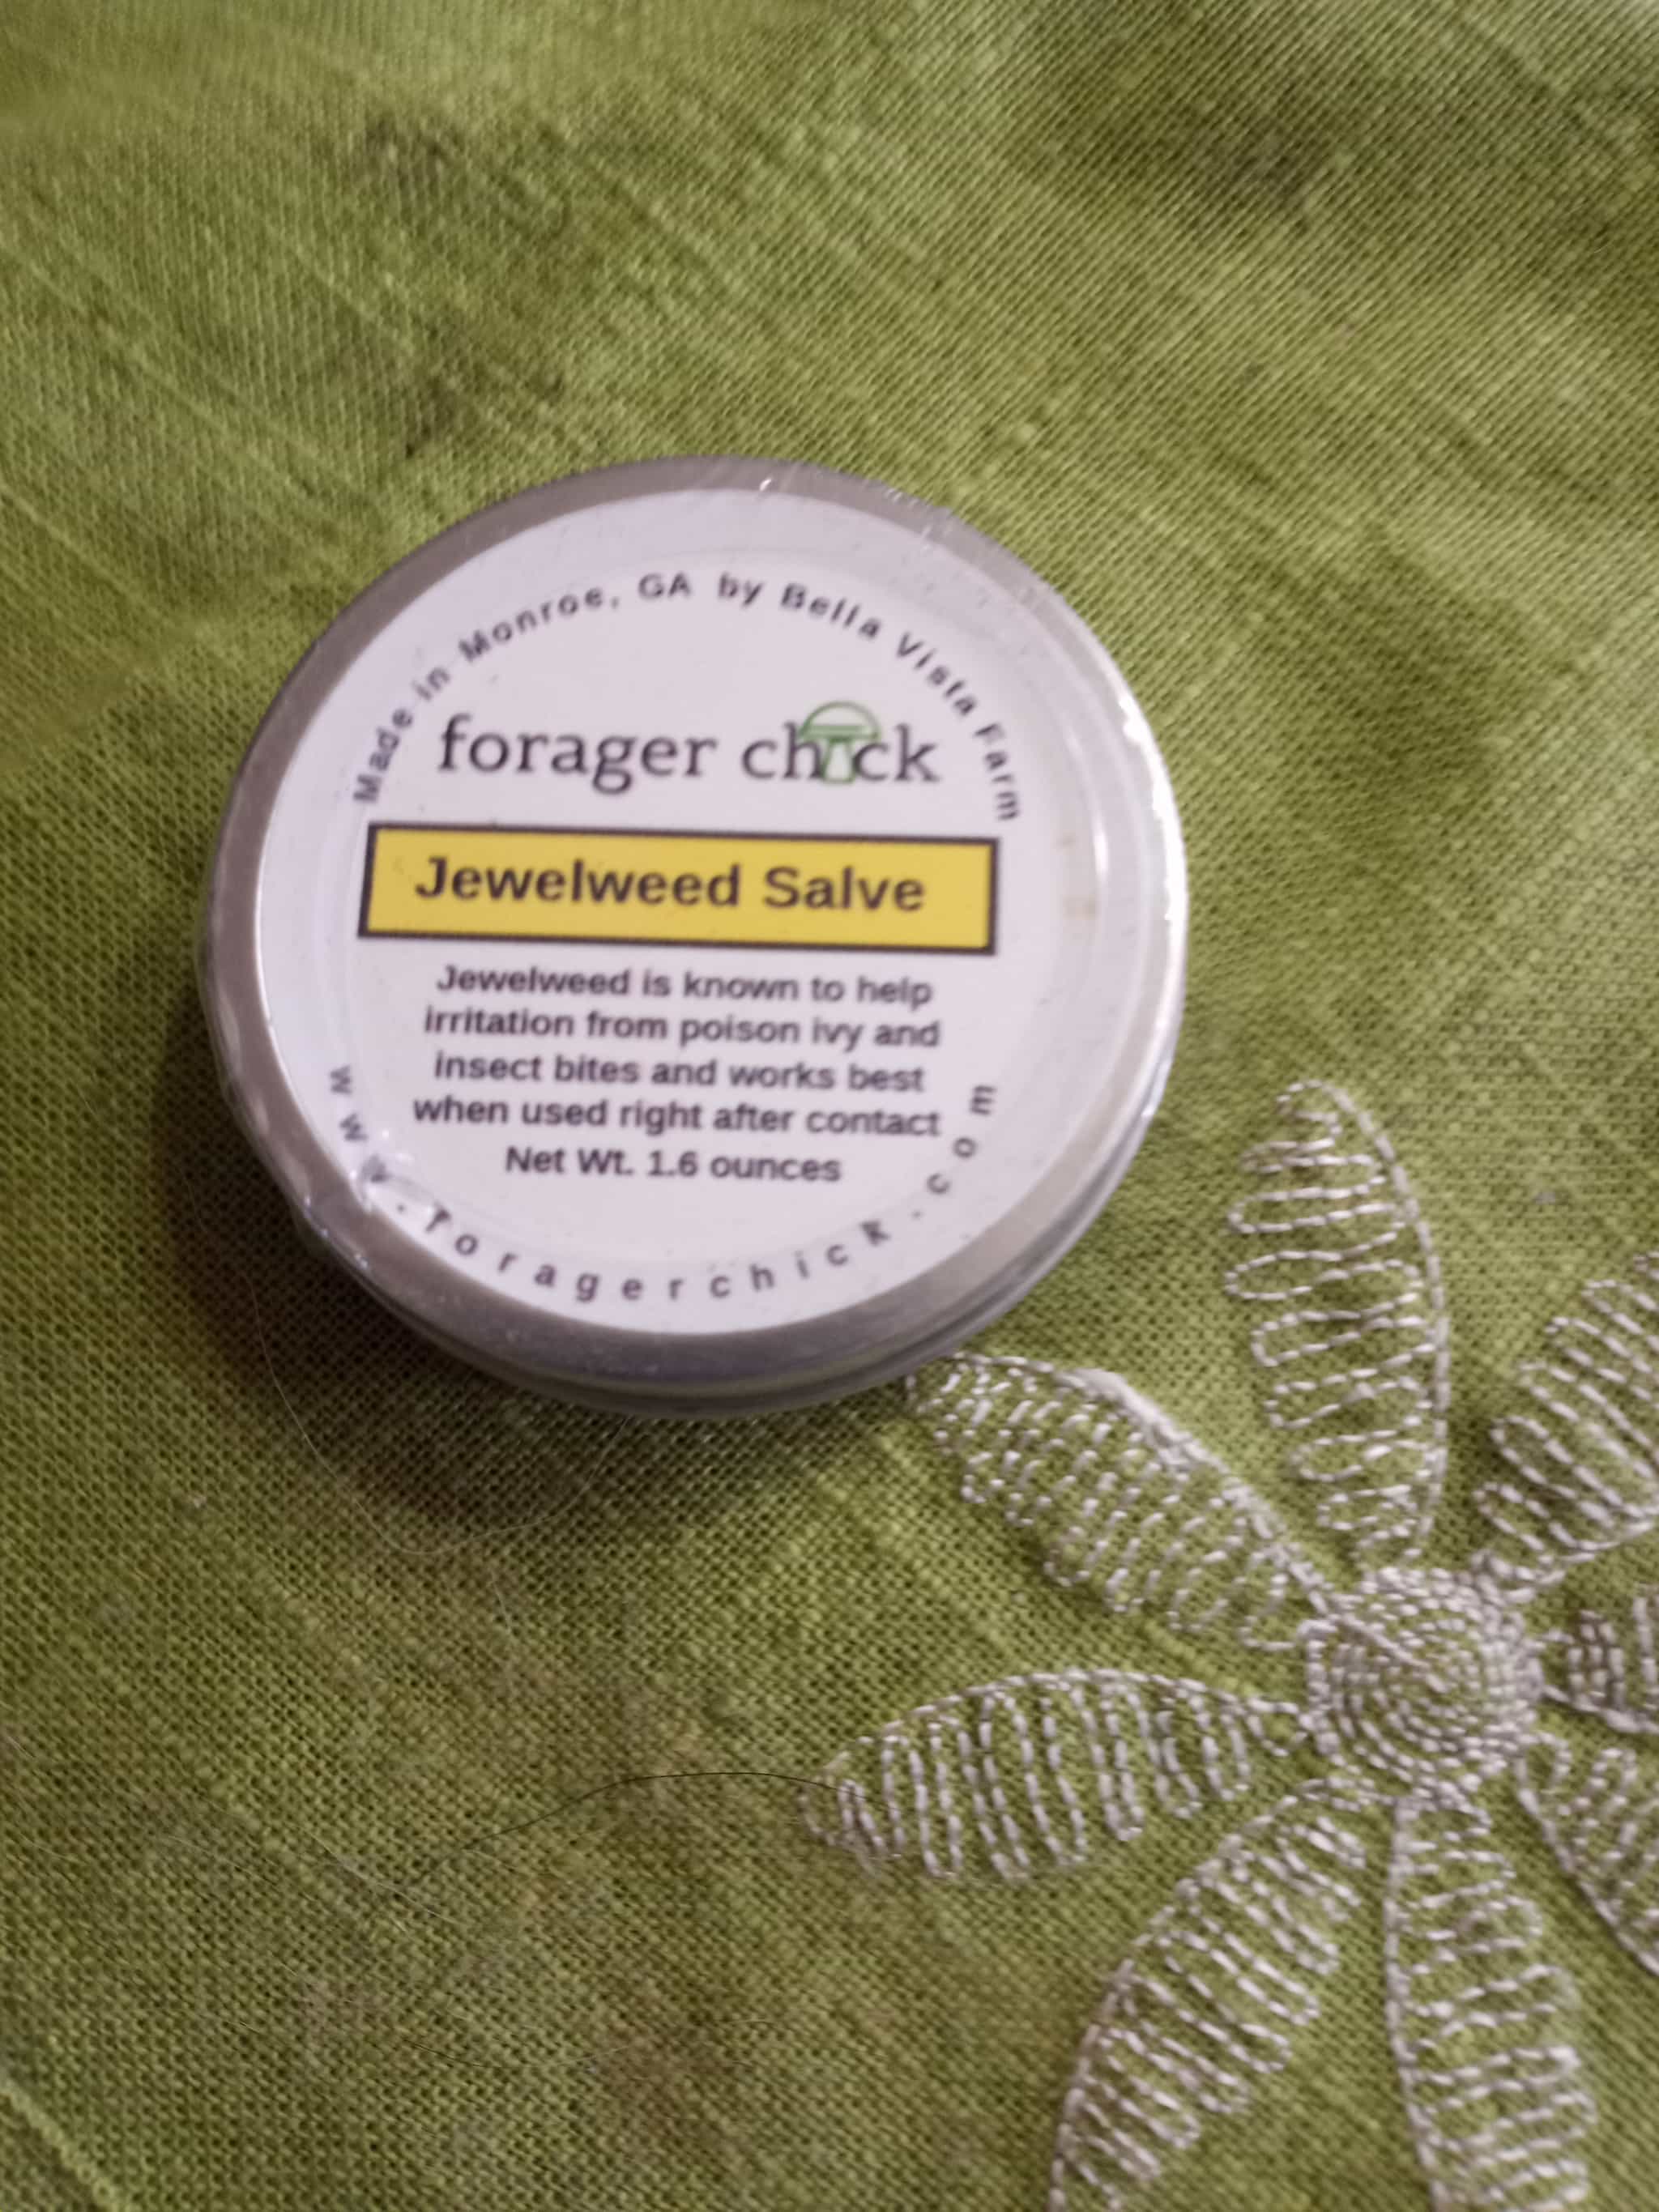 Made in Monroe, GA by Bella Vista Farm
forager chick
Jewelweed Salve
Jewelweed is known to help
irritation from poison ivy and
insect bites and works best
when used right after contact
Net Wt. 1.6 ounces
www.foragerchick.com